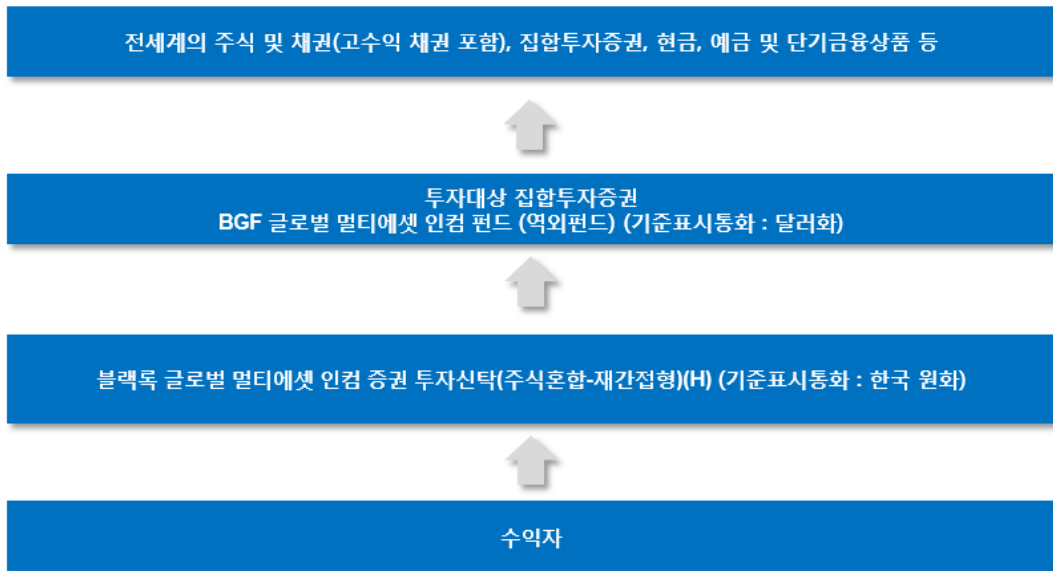 전세계의 주식 및 채권(고수익 채권 포함), 집합투자증권, 현금, 예금 및 단기금융상품 등
투자대상 집합투자증권
BGF 글로벌 멀티에셋 인컴 펀드 (역외펀드) (기준표시통화 : 달러화)
블랙록 글로벌 멀티에셋 인컴 증권 투자신탁(주식혼합-재간접형)(H) (기준표시통화 : 한국 원화)
수익자